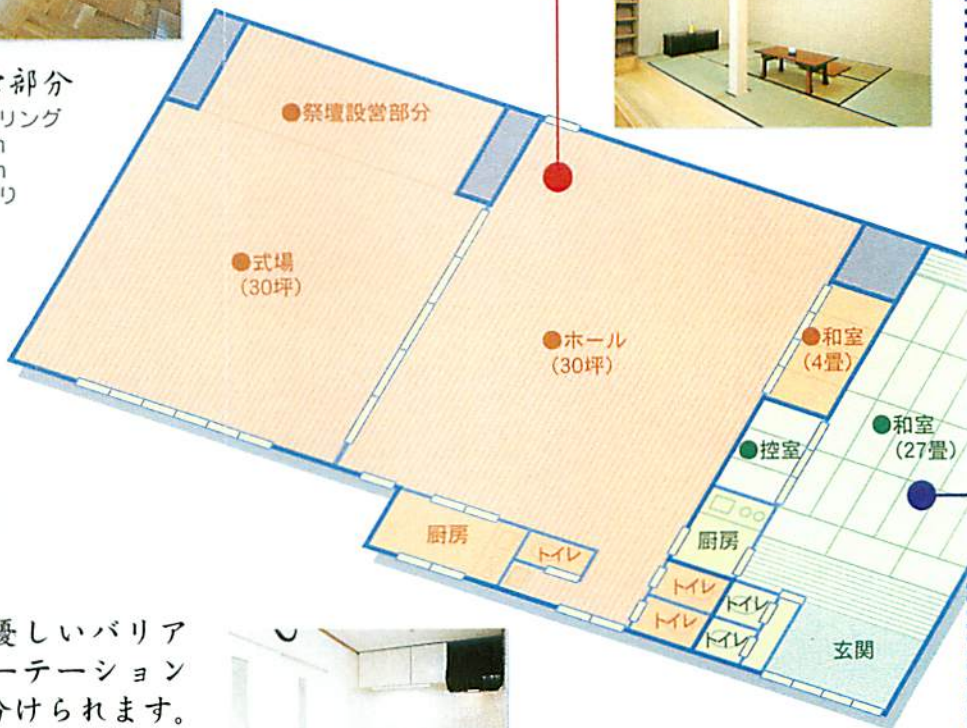 部分
リング
り
●祭壇設営部分
●式場
(30坪)
●ホール
(30坪)
●和室
(4畳)
●控室
●和室
(27畳)
厨房
トイレ
厨房
トイレ
トイレ
トイレ
トイレ
玄関
優しいバリア
ーテーション
分けられます。